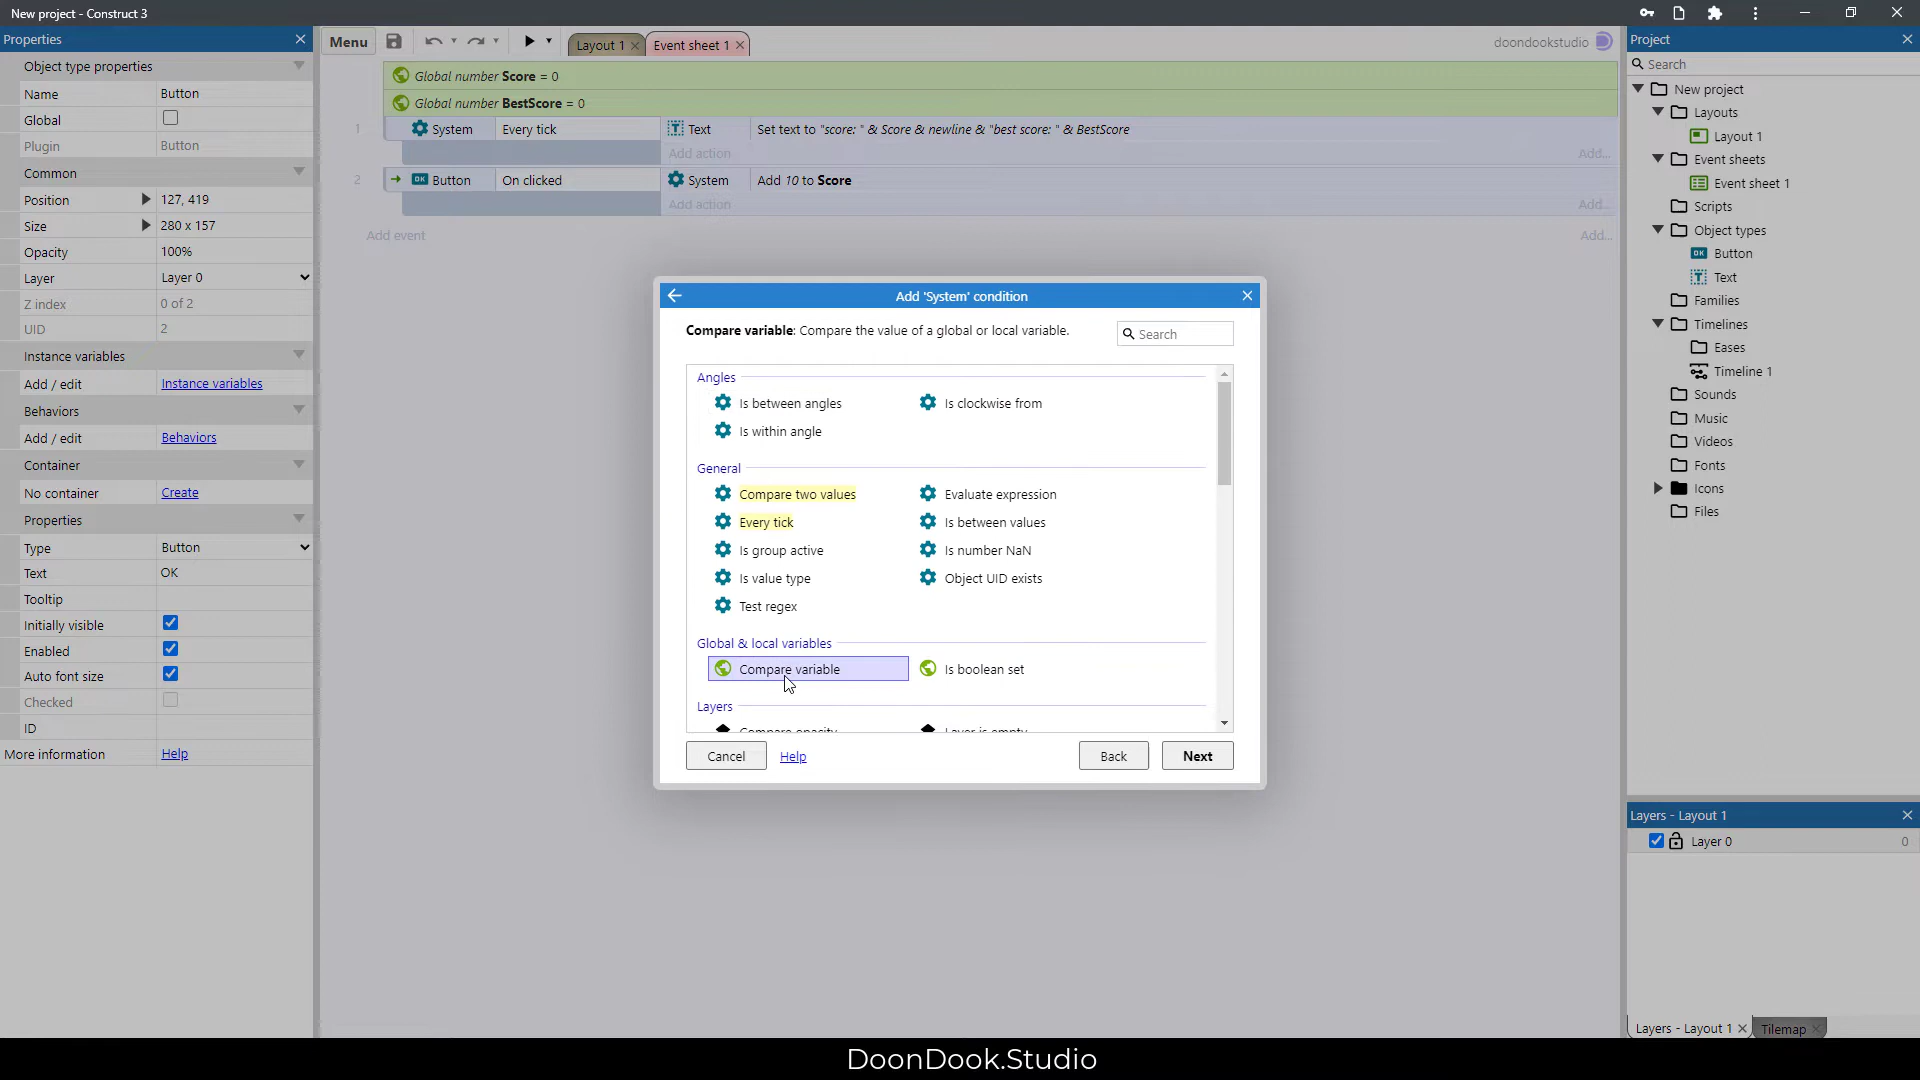 New project - Construct 3
Properties
Object type properties
Name Button
Global
Plugin Button
Common
Position 127, 419
Size 280 x 157
Opacity 100%
Layer Layer 0
Z index 0 of 2
UID 2
Instance variables
Add / edit Instance variables
Behaviors
Add / edit Behaviors
Container
No container Create
Properties
Type Button
Text OK
Tooltip
Initially visible
Enabled
Auto font size
Checked
ID
More information Help
Menu
Layout 1
Event sheet 1
doondookstudio
Global number Score = 0
Global number BestScore = 0
1 System Every tick Text Set text to "score: " & Score & newline & "best score: " & BestScore
Add action Add...
2 OK Button On clicked System Add 10 to Score
Add action Add...
Add event Add...
Add 'System' condition
Compare variable: Compare the value of a global or local variable.
Search
Angles
Is between angles Is clockwise from
Is within angle
General
Compare two values Evaluate expression
Every tick Is between values
Is group active Is number NaN
Is value type Object UID exists
Test regex
Global & local variables
Compare variable Is boolean set
Layers
Compare opacity Layer is empty
Cancel Help Back Next
Project
Search
New project
Layouts
Layout 1
Event sheets
Event sheet 1
Scripts
Object types
OK Button
Text
Families
Timelines
Eases
Timeline 1
Sounds
Music
Videos
Fonts
Icons
Files
Layers - Layout 1
Layer 0 0
Layers - Layout 1 Tilemap
DoonDook.Studio